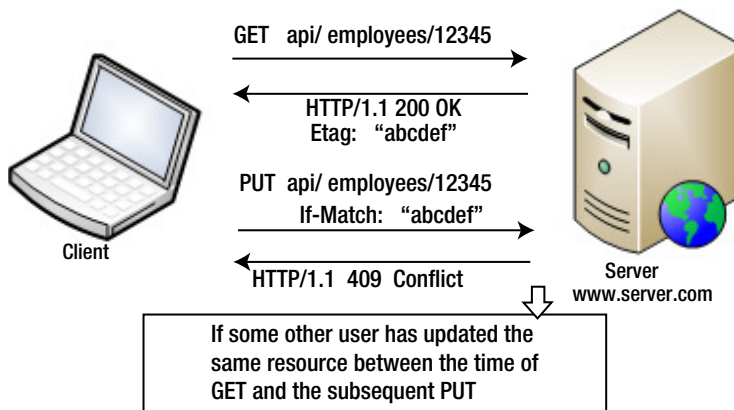 GET api/ employees/12345
HTTP/1.1 200 OK
Etag: “abcdef”
PUT api/ employees/12345
If-Match: “abcdef”
Client
HTTP/1.1 409 Conflict
Server
www.server.com
If some other user has updated the
same resource between the time of
GET and the subsequent PUT